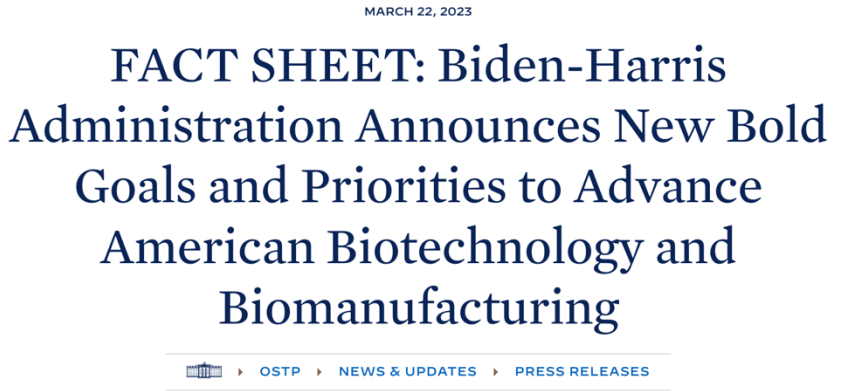 MARCH 22, 2023
FACT SHEET: Biden-Harris
Administration Announces New Bold
Goals and Priorities to Advance
American Biotechnology and
Biomanufacturing
OSTP NEWS & UPDATES PRESS RELEASES